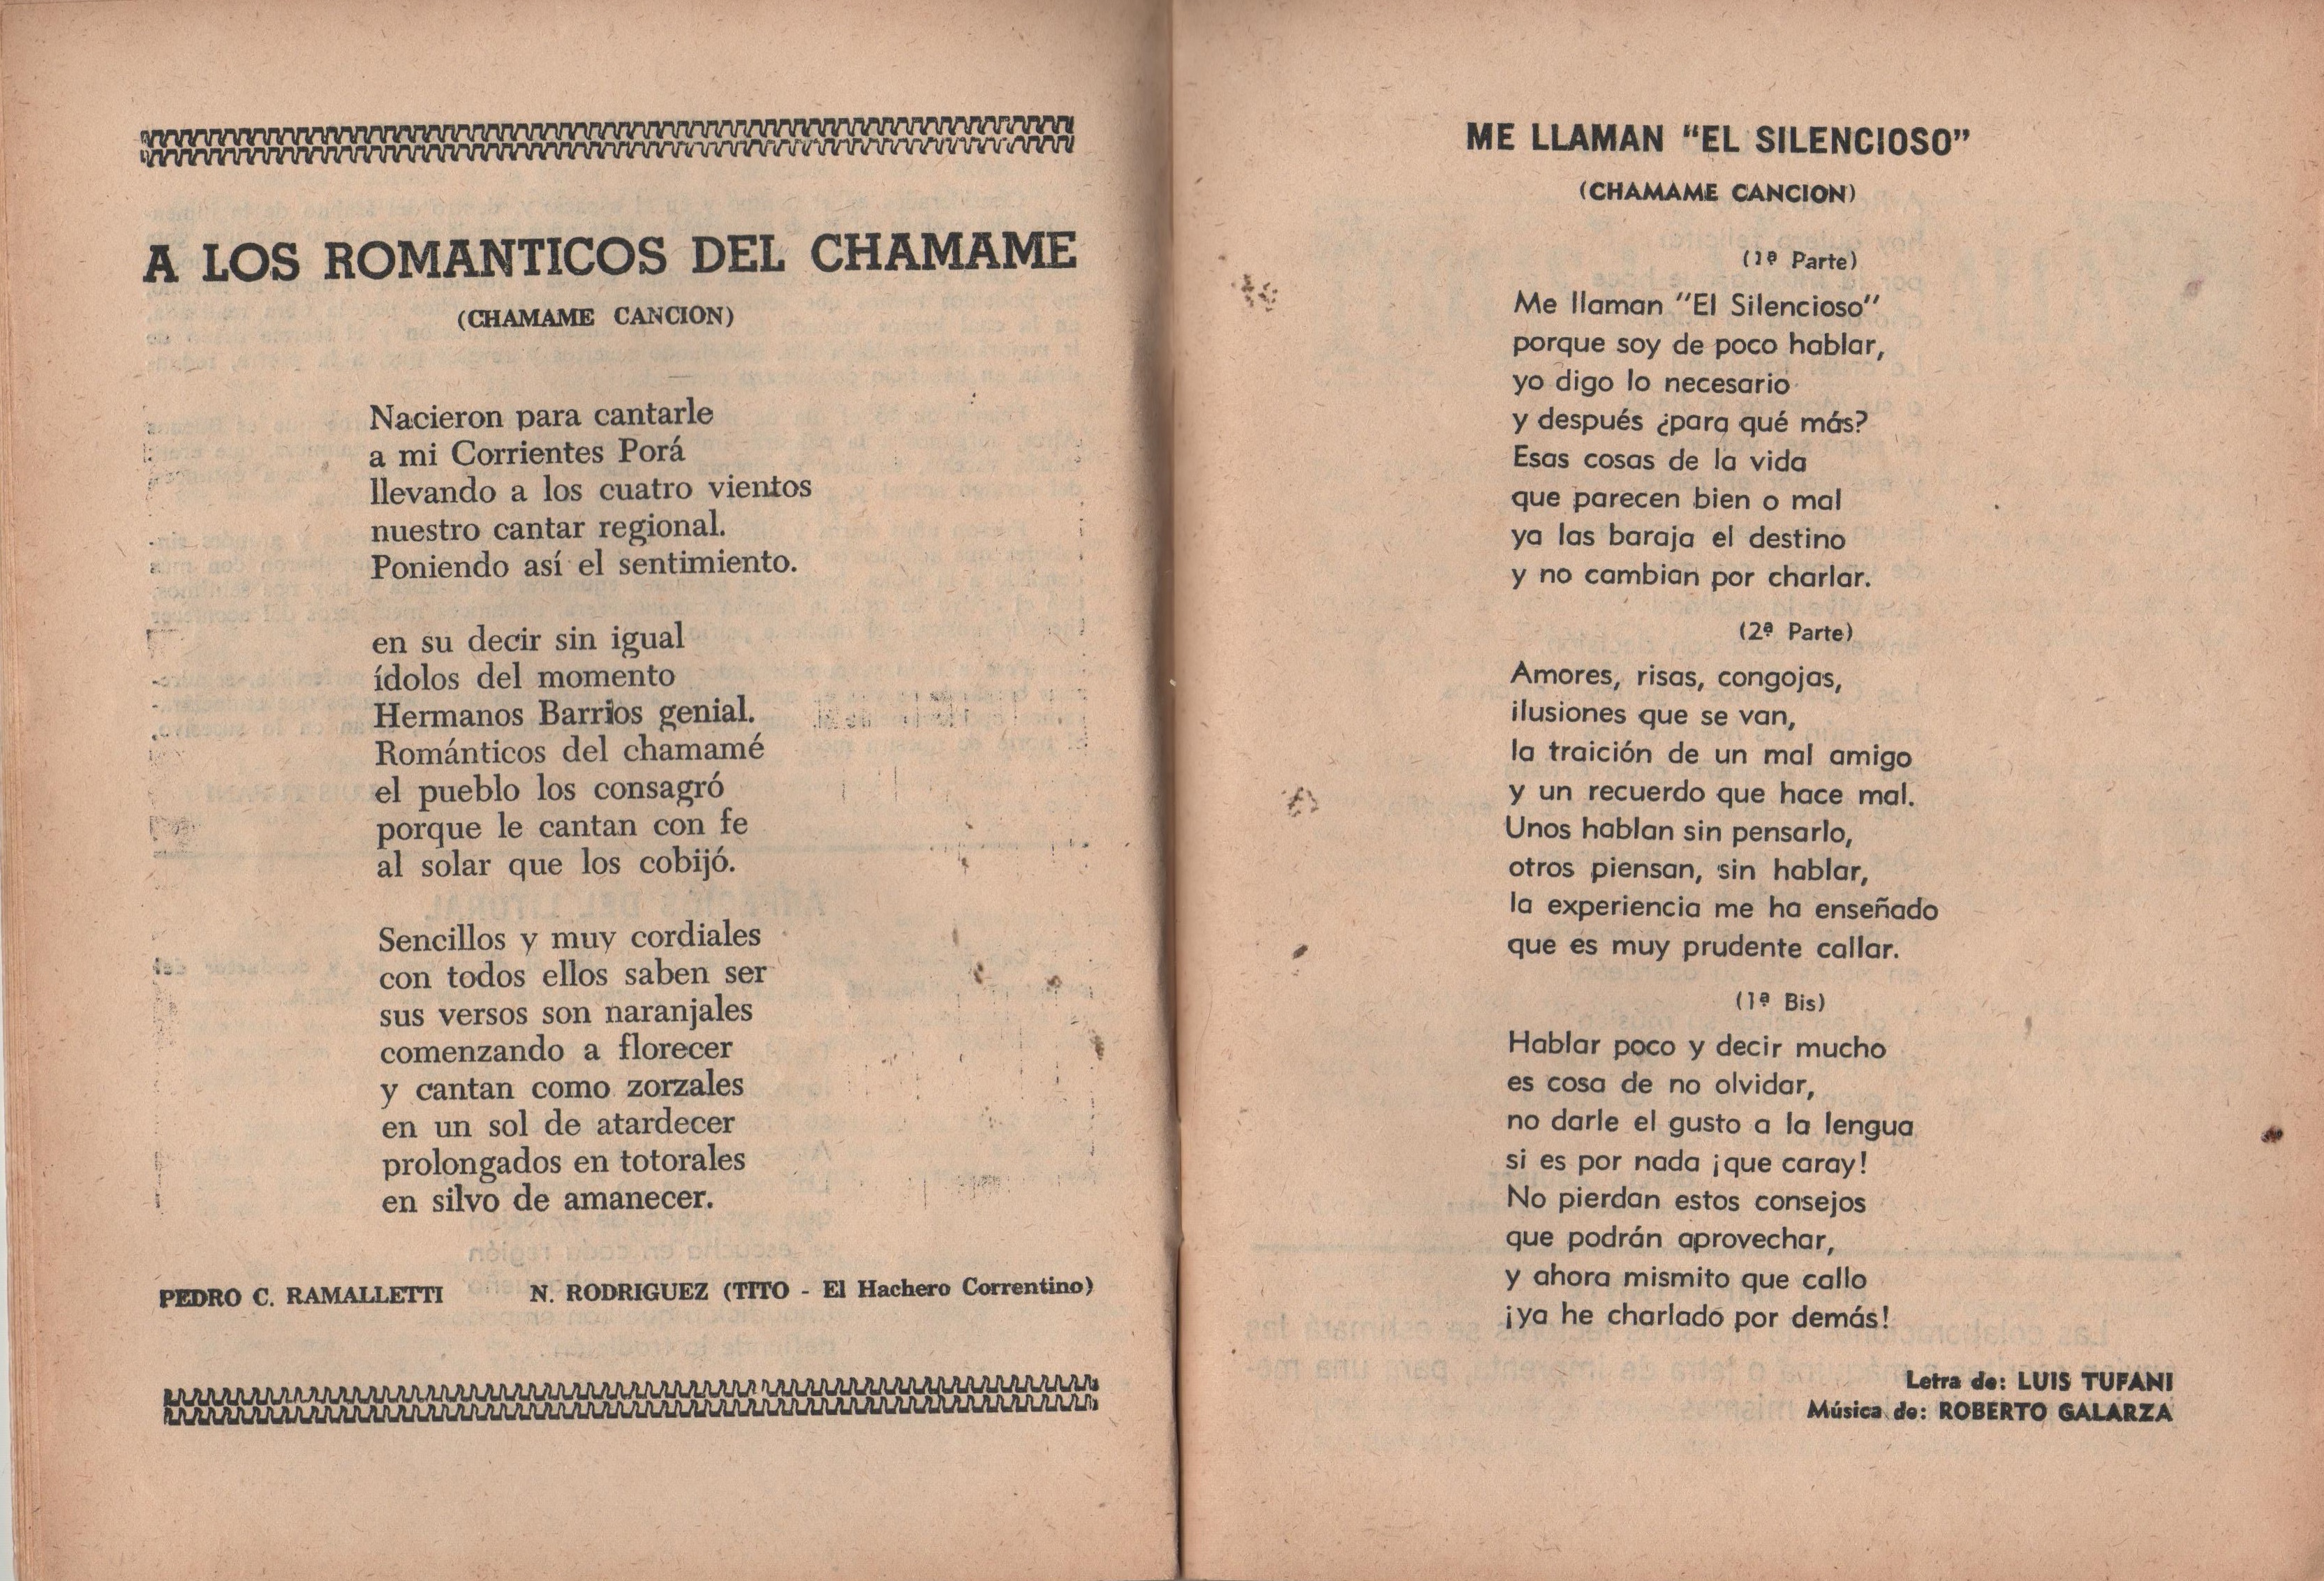 A LOS ROMANTICOS DEL CHAMAME
(CHAMAME CANCION)
Nacieron para cantarle
a mi Corrientes Porá
llevando a los cuatro vientos
nuestro cantar regional.
Poniendo así el sentimiento.
en su decir sin igual
ídolos del momento
Hermanos Barrios genial.
Románticos del chamamé
el pueblo los consagró
porque le cantan con fe
al solar que los cobijó.
Sencillos y muy cordiales
con todos ellos saben ser
sus versos son naranjales
comenzando a florecer
y cantan como zorzales
en un sol de atardecer
prolongados en totorales
en silvo de amanecer.
PEDRO C. RAMALLETTI N. RODRIGUEZ (TITO - El Hachero Correntino)
ME LLAMAN "EL SILENCIOSO"
(CHAMAME CANCION)
(1ª Parte)
Me llaman "El Silencioso"
porque soy de poco hablar,
yo digo lo necesario
y después ¿para qué más?
Esas cosas de la vida
que parecen bien o mal
ya las baraja el destino
y no cambian por charlar.
(2ª Parte)
Amores, risas, congojas,
ilusiones que se van,
la traición de un mal amigo
y un recuerdo que hace mal.
Unos hablan sin pensarlo,
otros piensan, sin hablar,
la experiencia me ha enseñado
que es muy prudente callar.
(1ª Bis)
Hablar poco y decir mucho
es cosa de no olvidar,
no darle el gusto a la lengua
si es por nada ¡que caray!
No pierdan estos consejos
que podrán aprovechar,
y ahora mismito que callo
¡ya he charlado por demás!
Letra de: LUIS TUFANI
Música de: ROBERTO GALARZA